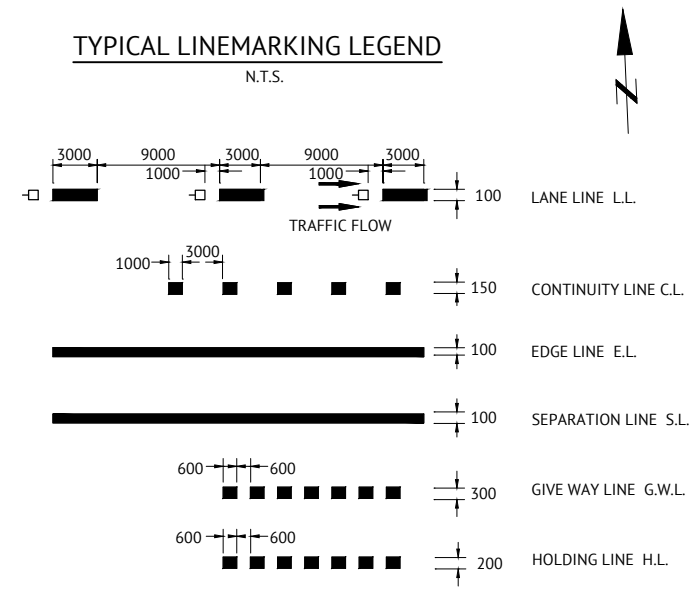 TYPICAL LINEMARKING LEGEND
N.T.S.
N
3000 9000 3000 9000 3000
1000 1000
100 LANE LINE L.L.
TRAFFIC FLOW
1000 3000
150 CONTINUITY LINE C.L.
100 EDGE LINE E.L.
100 SEPARATION LINE S.L.
600 600
300 GIVE WAY LINE G.W.L.
600 600
200 HOLDING LINE H.L.